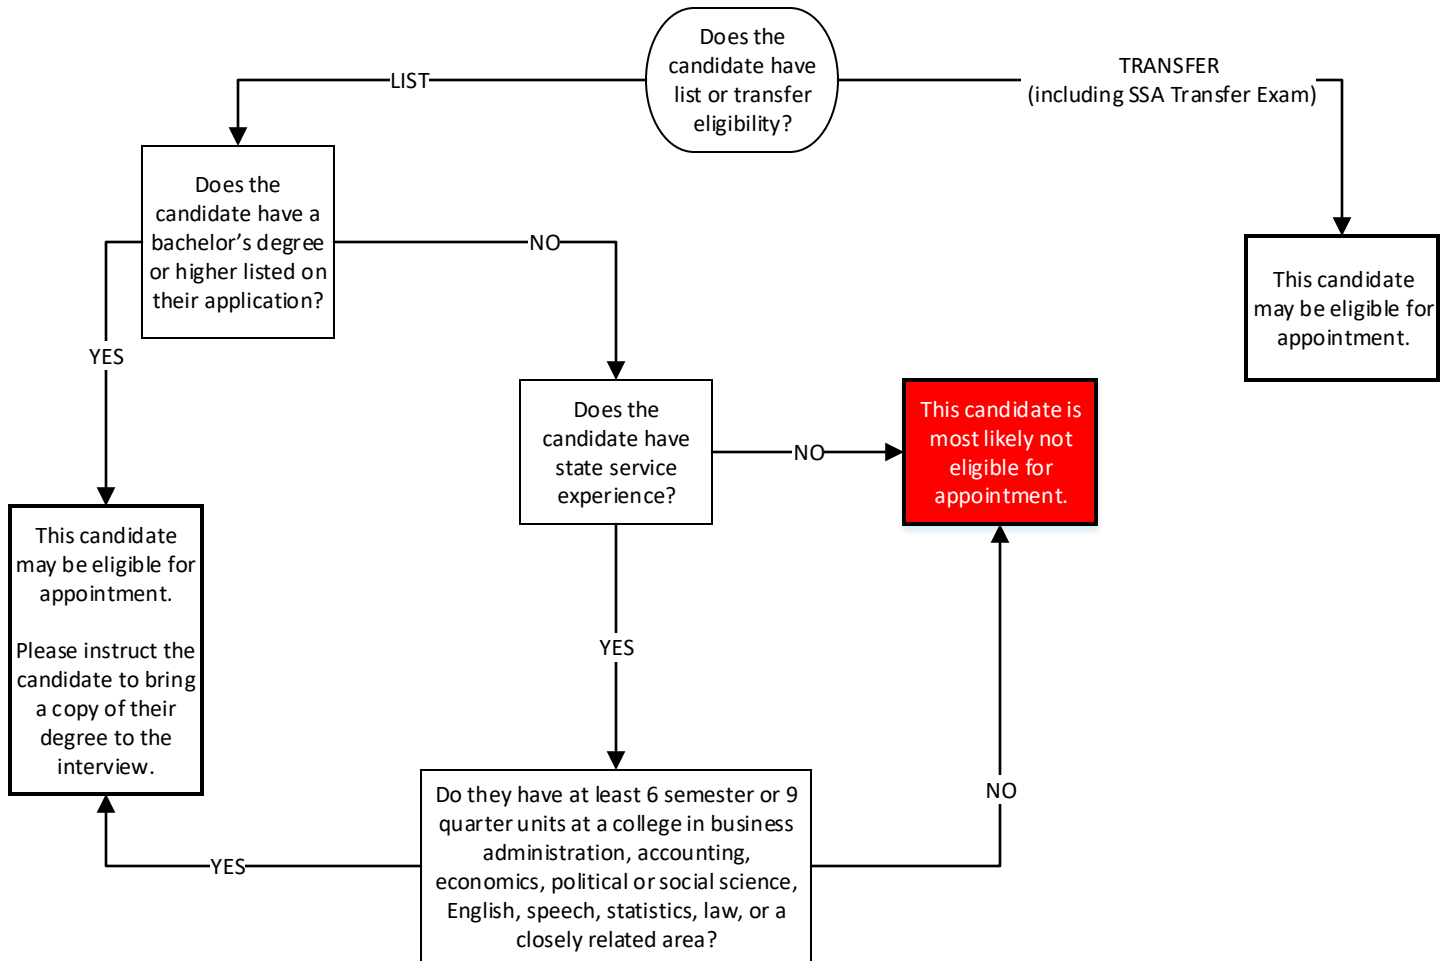 Does the
candidate have
list or transfer
eligibility?
LIST
TRANSFER
(including SSA Transfer Exam)
Does the
candidate have a
bachelor’s degree
or higher listed on
their application?
NO
YES
This candidate
may be eligible for
appointment.
Does the
candidate have
state service
experience?
NO
This candidate is
most likely not
eligible for
appointment.
This candidate
may be eligible for
appointment.
Please instruct the
candidate to bring
a copy of their
degree to the
interview.
YES
Do they have at least 6 semester or 9
quarter units at a college in business
administration, accounting,
economics, political or social science,
English, speech, statistics, law, or a
closely related area?
YES
NO